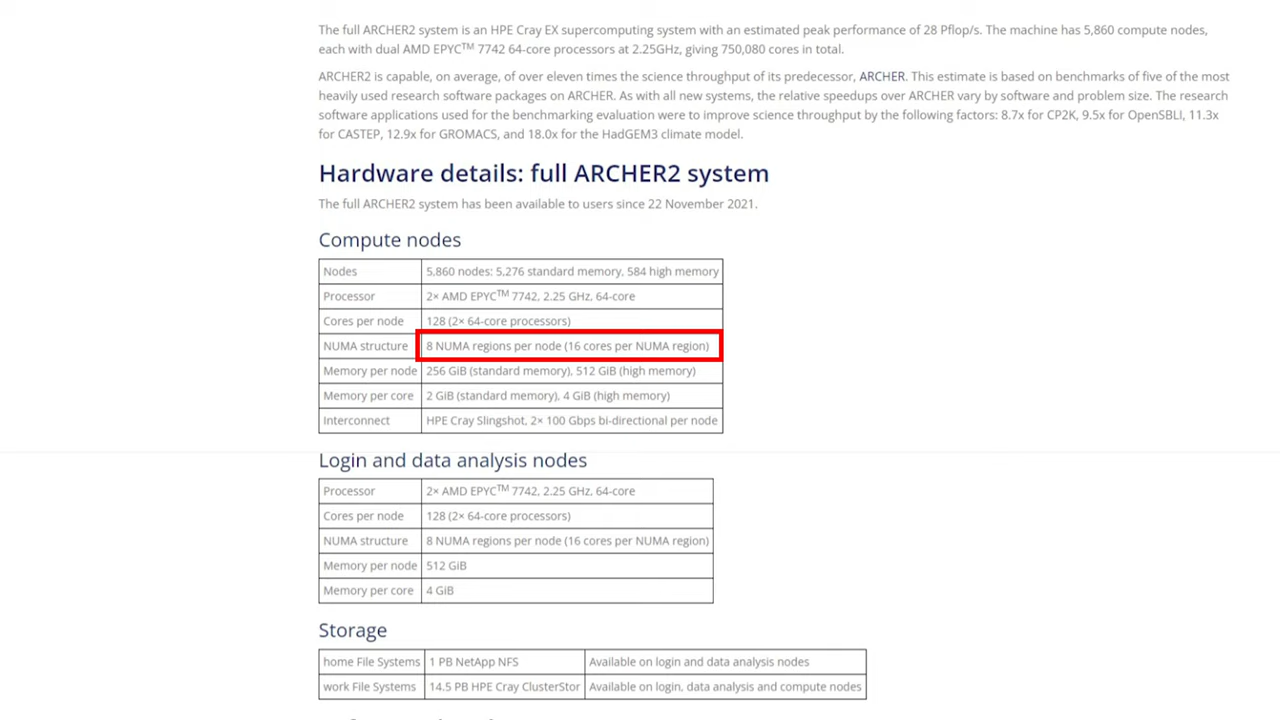 The full ARCHER2 system is an HPE Cray EX supercomputing system with an estimated peak performance of 28 Pflop/s. The machine has 5,860 compute nodes,
each with dual AMD EPYC™ 7742 64-core processors at 2.25GHz, giving 750,080 cores in total.
ARCHER2 is capable, on average, of over eleven times the science throughput of its predecessor, ARCHER. This estimate is based on benchmarks of five of the most
heavily used research software packages on ARCHER. As with all new systems, the relative speedups over ARCHER vary by software and problem size. The research
software applications used for the benchmarking evaluation were to improve science throughput by the following factors: 8.7x for CP2K, 9.5x for OpenSBLI, 11.3x
for CASTEP, 12.9x for GROMACS, and 18.0x for the HadGEM3 climate model.
Hardware details: full ARCHER2 system
The full ARCHER2 system has been available to users since 22 November 2021.
Compute nodes
Nodes 5,860 nodes: 5,276 standard memory, 584 high memory
Processor 2× AMD EPYC™ 7742, 2.25 GHz, 64-core
Cores per node 128 (2× 64-core processors)
NUMA structure 8 NUMA regions per node (16 cores per NUMA region)
Memory per node 256 GiB (standard memory), 512 GiB (high memory)
Memory per core 2 GiB (standard memory), 4 GiB (high memory)
Interconnect HPE Cray Slingshot, 2× 100 Gbps bi-directional per node
Login and data analysis nodes
Processor 2× AMD EPYC™ 7742, 2.25 GHz, 64-core
Cores per node 128 (2× 64-core processors)
NUMA structure 8 NUMA regions per node (16 cores per NUMA region)
Memory per node 512 GiB
Memory per core 4 GiB
Storage
home File Systems 1 PB NetApp NFS Available on login and data analysis nodes
work File Systems 14.5 PB HPE Cray ClusterStor Available on login, data analysis and compute nodes